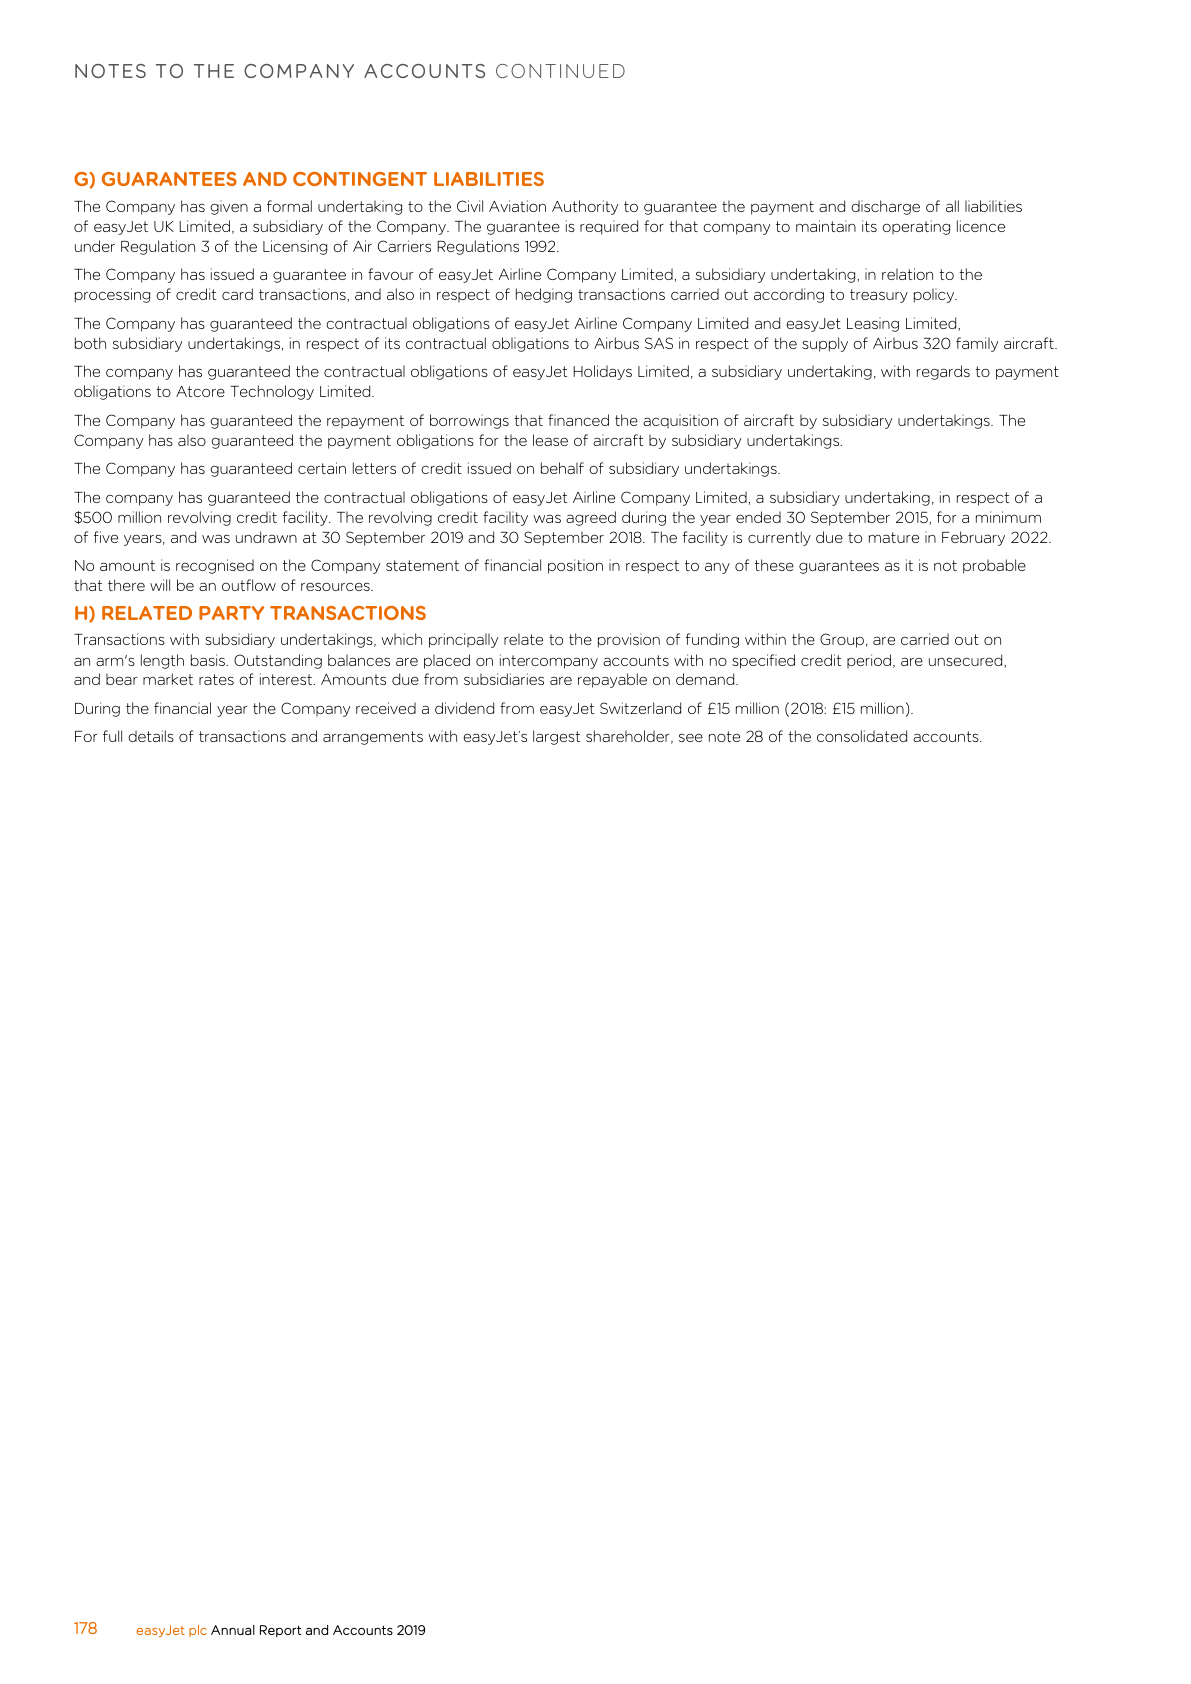 NOTES TO THE COMPANY ACCOUNTS CONTINUED
G) GUARANTEES AND CONTINGENT LIABILITIES
The Company has given a formal undertaking to the Civil Aviation Authority to guarantee the payment and discharge of all liabilities
of easyJet UK Limited, a subsidiary of the Company. The guarantee is required for that company to maintain its operating licence
under Regulation 3 of the Licensing of Air Carriers Regulations 1992.
The Company has issued a guarantee in favour of easyJet Airline Company Limited, a subsidiary undertaking, in relation to the
processing of credit card transactions, and also in respect of hedging transactions carried out according to treasury policy.
The Company has guaranteed the contractual obligations of easyJet Airline Company Limited and easyJet Leasing Limited,
both subsidiary undertakings, in respect of its contractual obligations to Airbus SAS in respect of the supply of Airbus 320 family aircraft.
The company has guaranteed the contractual obligations of easyJet Holidays Limited, a subsidiary undertaking, with regards to payment
obligations to Atcore Technology Limited.
The Company has guaranteed the repayment of borrowings that financed the acquisition of aircraft by subsidiary undertakings. The
Company has also guaranteed the payment obligations for the lease of aircraft by subsidiary undertakings.
The Company has guaranteed certain letters of credit issued on behalf of subsidiary undertakings.
The company has guaranteed the contractual obligations of easyJet Airline Company Limited, a subsidiary undertaking, in respect of a
$500 million revolving credit facility. The revolving credit facility was agreed during the year ended 30 September 2015, for a minimum
of five years, and was undrawn at 30 September 2019 and 30 September 2018. The facility is currently due to mature in February 2022.
No amount is recognised on the Company statement of financial position in respect to any of these guarantees as it is not probable
that there will be an outflow of resources.
H) RELATED PARTY TRANSACTIONS
Transactions with subsidiary undertakings, which principally relate to the provision of funding within the Group, are carried out on
an arm's length basis. Outstanding balances are placed on intercompany accounts with no specified credit period, are unsecured,
and bear market rates of interest. Amounts due from subsidiaries are repayable on demand.
During the financial year the Company received a dividend from easyJet Switzerland of £15 million (2018: £15 million).
For full details of transactions and arrangements with easyJet's largest shareholder, see note 28 of the consolidated accounts.
178 easyJet plc Annual Report and Accounts 2019